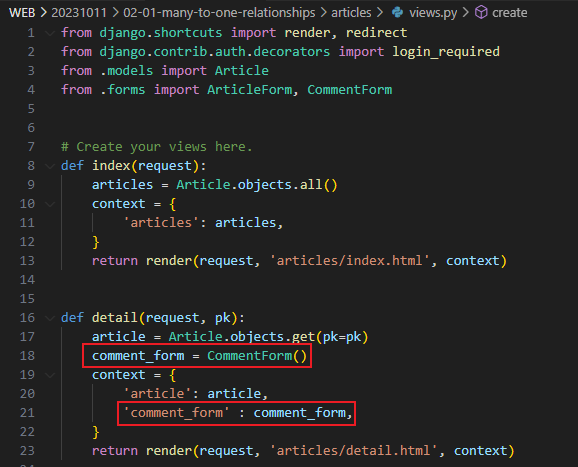 WEB > 20231011 > 02-01-many-to-one-relationships > articles > views.py > create
1 from django.shortcuts import render, redirect
2 from django.contrib.auth.decorators import login_required
3 from .models import Article
4 from .forms import ArticleForm, CommentForm
5
6
7 # Create your views here.
8 def index(request):
9     articles = Article.objects.all()
10     context = {
11         'articles': articles,
12     }
13     return render(request, 'articles/index.html', context)
14
15
16 def detail(request, pk):
17     article = Article.objects.get(pk=pk)
18     comment_form = CommentForm()
19     context = {
20         'article': article,
21         'comment_form' : comment_form,
22     }
23     return render(request, 'articles/detail.html', context)